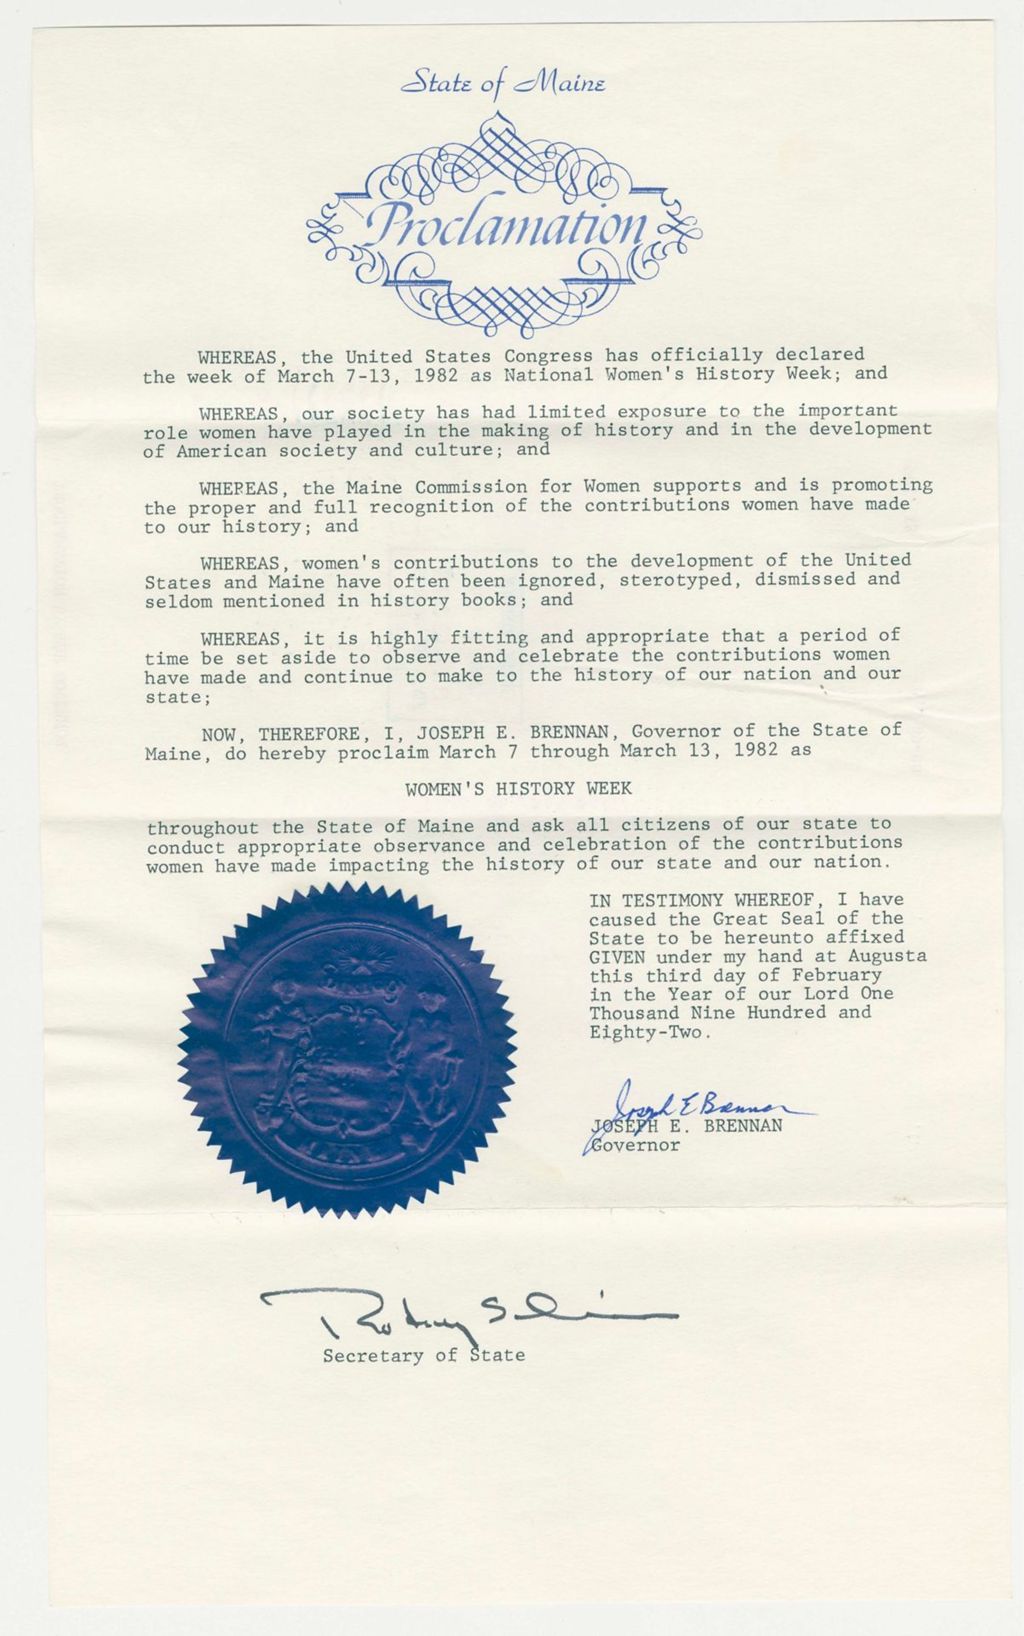 State of Maine
Proclamation
WHEREAS, the United States Congress has officially declared
the week of March 7-13, 1982 as National Women's History Week; and
WHEREAS, our society has had limited exposure to the important
role women have played in the making of history and in the development
of American society and culture; and
WHEREAS, the Maine Commission for Women supports and is promoting
the proper and full recognition of the contributions women have made
to our history; and
WHEREAS, women's contributions to the development of the United
States and Maine have often been ignored, sterotyped, dismissed and
seldom mentioned in history books; and
WHEREAS, it is highly fitting and appropriate that a period of
time be set aside to observe and celebrate the contributions women
have made and continue to make to the history of our nation and our
state;
NOW, THEREFORE, I, JOSEPH E. BRENNAN, Governor of the State of
Maine, do hereby proclaim March 7 through March 13, 1982 as
WOMEN'S HISTORY WEEK
throughout the State of Maine and ask all citizens of our state to
conduct appropriate observance and celebration of the contributions
women have made impacting the history of our state and our nation.
IN TESTIMONY WHEREOF, I have
caused the Great Seal of the
State to be hereunto affixed
GIVEN under my hand at Augusta
this third day of February
in the Year of our Lord One
Thousand Nine Hundred and
Eighty-Two.
Joseph E Brennan
JOSEPH E. BRENNAN
Governor
DIRIGO
MAINE
Rodney
Secretary of State